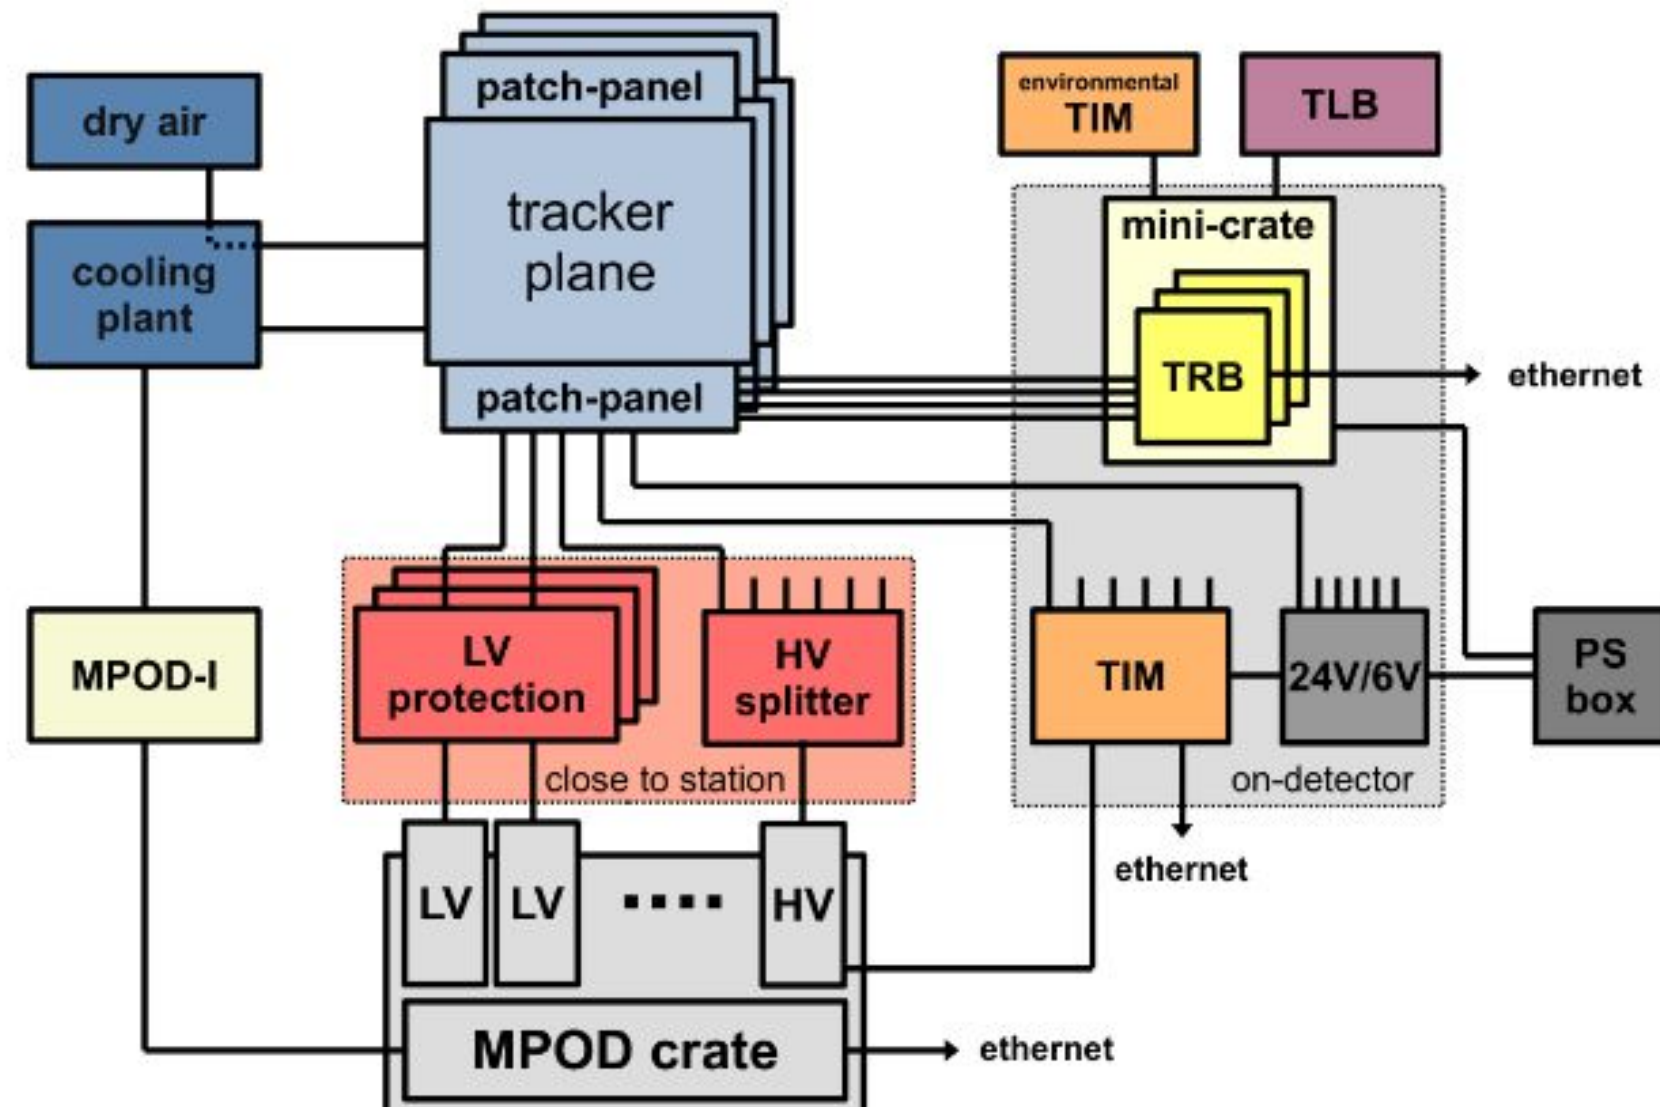 patch-panel
dry air
tracker
plane
cooling
plant
patch-panel
environmental
TIM
TLB
mini-crate
TRB
ethernet
MPOD-I
LV
protection
HV
splitter
close to station
TIM
24V/6V
PS
box
on-detector
ethernet
LV
LV
....
HV
MPOD crate
ethernet